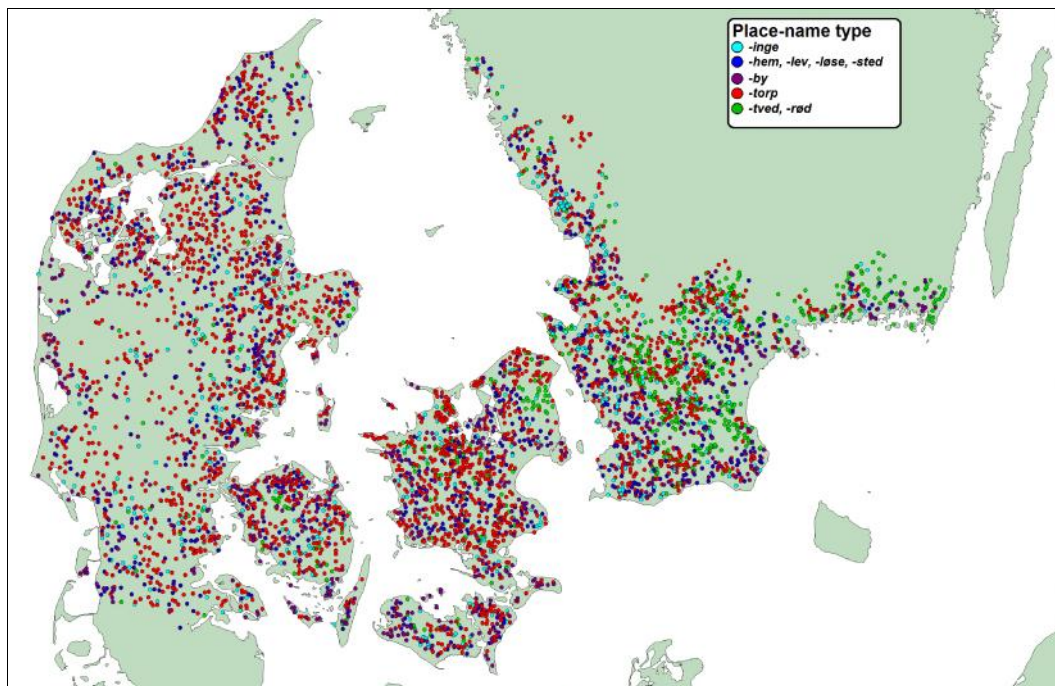 Place-name type
-inge
-hem, -lev, -løse, -sted
-by
-torp
-tved, -rød